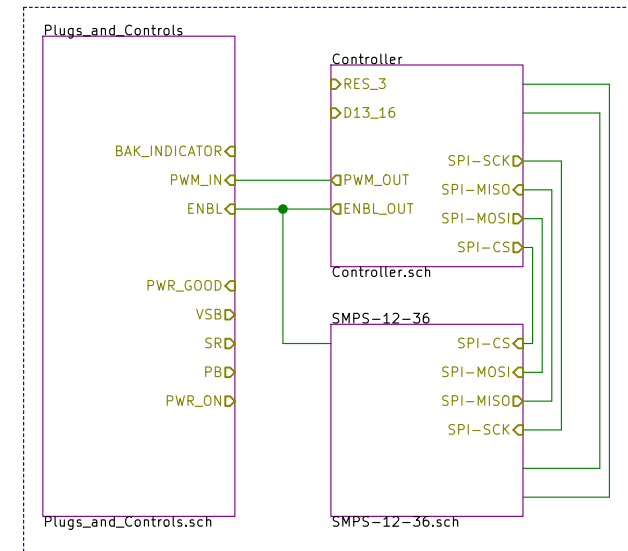 Plugs_and_Controls
BAK_INDICATOR
PWM_IN
ENBL
PWR_GOOD
VSB
SR
PB
PWR_ON
Plugs_and_Controls.sch
Controller
RES_3
D13_16
SPI-SCK
PWM_OUT
SPI-MISO
ENBL_OUT
SPI-MOSI
SPI-CS
Controller.sch
SMPS-12-36
SPI-CS
SPI-MOSI
SPI-MISO
SPI-SCK
SMPS-12-36.sch